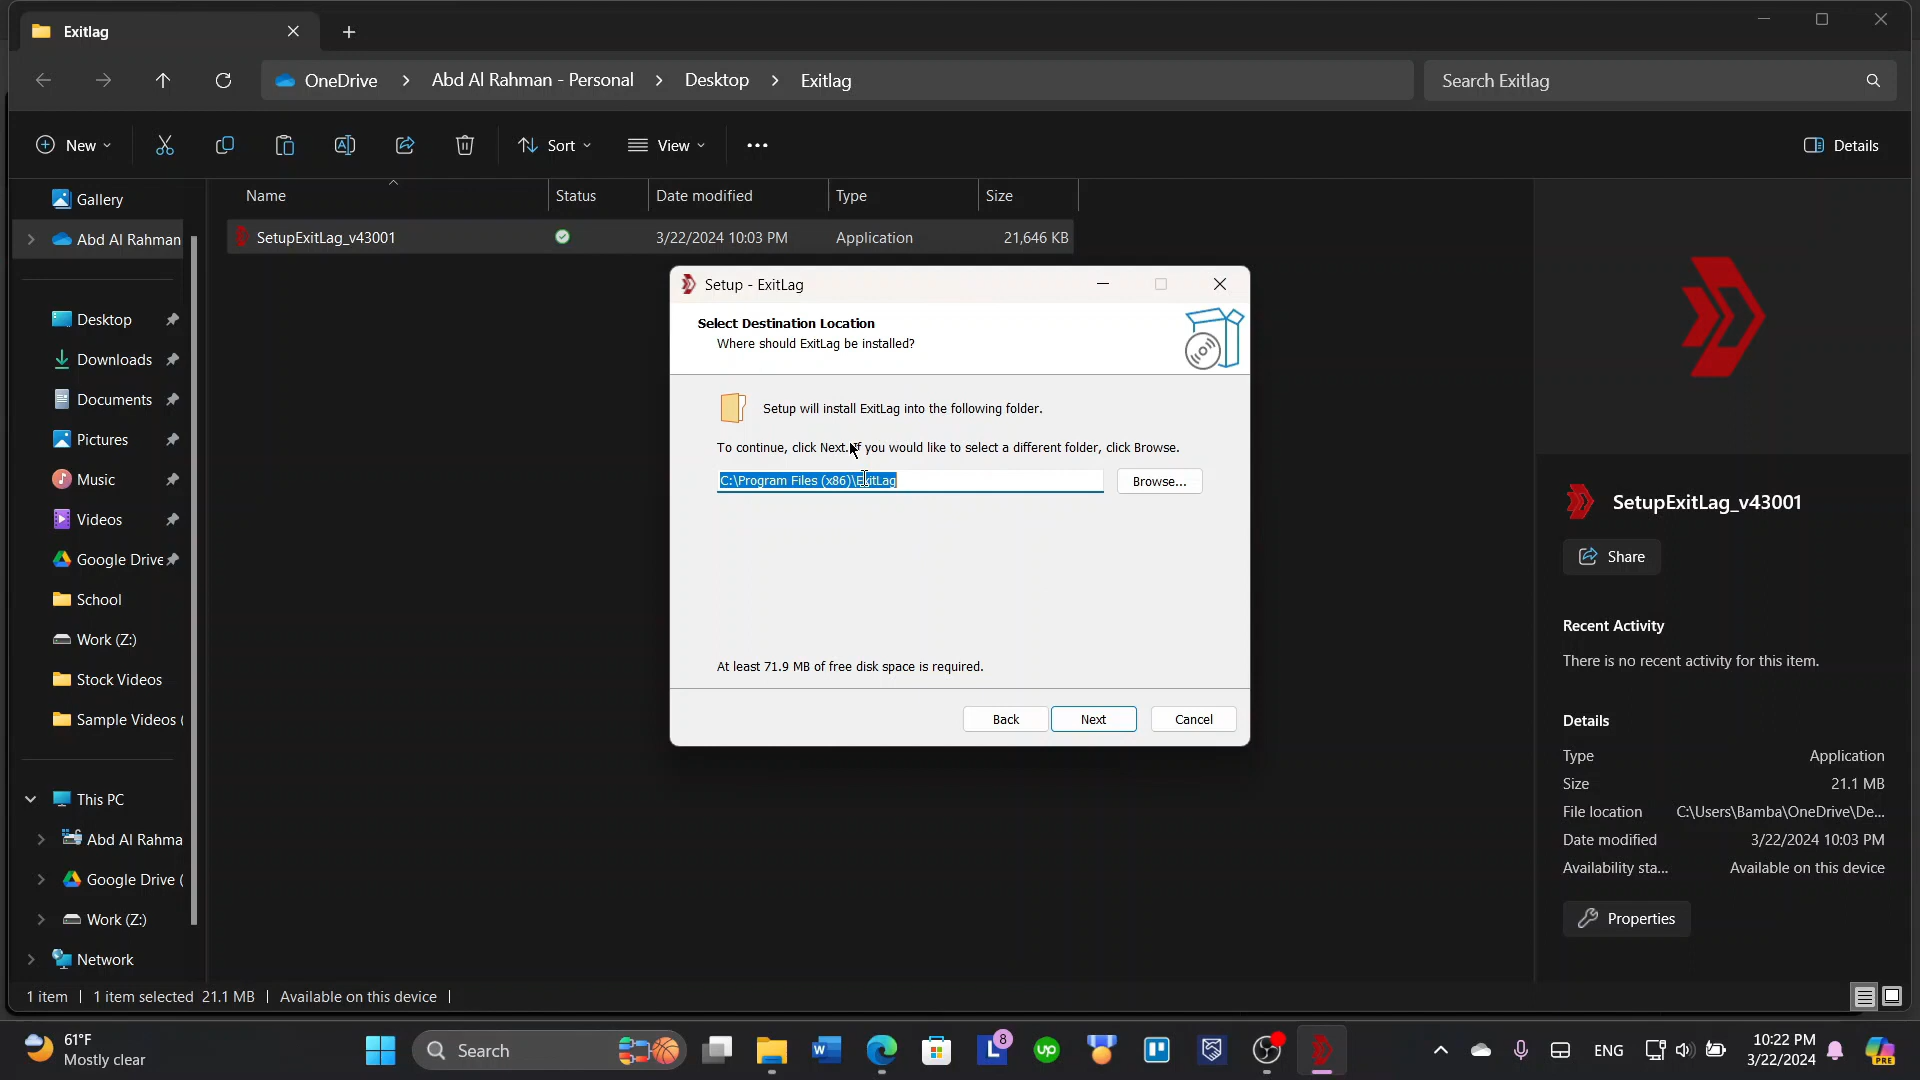 Exitlag
OneDrive > Abd Al Rahman - Personal > Desktop > Exitlag
Search Exitlag
New
Sort
View
Details
Gallery
Abd Al Rahman
Desktop
Downloads
Documents
Pictures
Music
Videos
Google Drive
School
Work (Z:)
Stock Videos
Sample Videos (
This PC
Abd Al Rahma
Google Drive (
Work (Z:)
Network
Name Status Date modified Type Size
SetupExitLag_v43001 3/22/2024 10:03 PM Application 21,646 KB
Setup - ExitLag
Select Destination Location
Where should ExitLag be installed?
Setup will install ExitLag into the following folder.
To continue, click Next. If you would like to select a different folder, click Browse.
C:\Program Files (x86)\ExitLag
Browse...
At least 71.9 MB of free disk space is required.
Back Next Cancel
SetupExitLag_v43001
Share
Recent Activity
There is no recent activity for this item.
Details
Type Application
Size 21.1 MB
File location C:\Users\Bamba\OneDrive\De...
Date modified 3/22/2024 10:03 PM
Availability sta... Available on this device
Properties
1 item 1 item selected 21.1 MB Available on this device
61°F
Mostly clear
Search
W
L
8
up
ENG
10:22 PM
3/22/2024
PRE